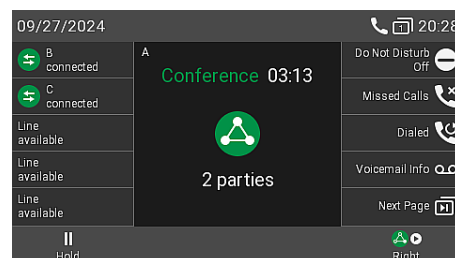 09/27/2024
1 20:28
B
connected
C
connected
Line
available
Line
available
Line
available
A
Conference 03:13
2 parties
Do Not Disturb
Off
Missed Calls
Dialed
Voicemail Info
Next Page
Hold
Right